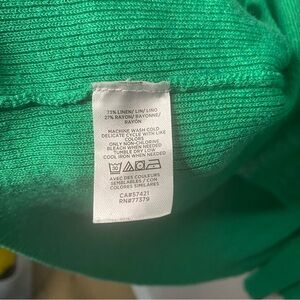 73% LINEN/ LIN/ LINO
27% RAYON/ RAYONNE/
RAYÓN
MACHINE WASH COLD
DELICATE CYCLE WITH LIKE
COLORS
ONLY NON-CHLORINE
BLEACH WHEN NEEDED
TUMBLE DRY LOW
COOL IRON WHEN NEEDED
30
AVEC DES COULEURS
SEMBLABLES / CON
COLORES SIMILARES
CA#57421
RN#77379